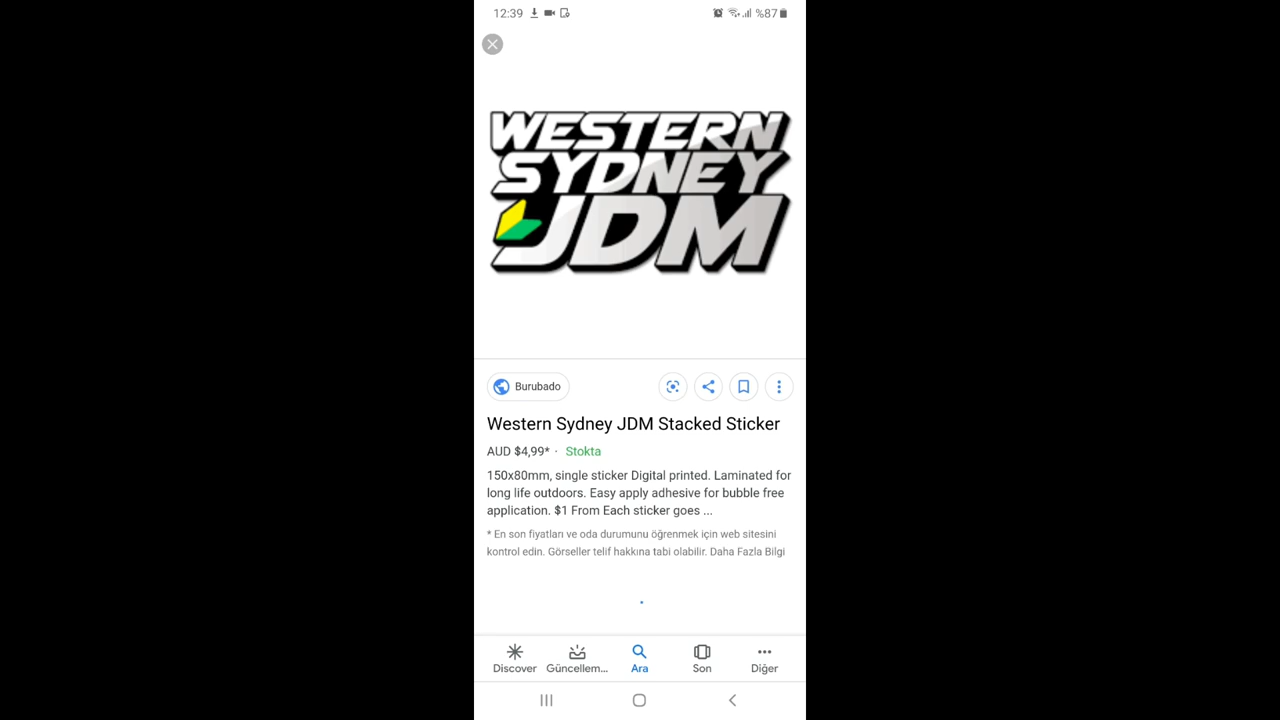 12:39 %87
WESTERN
SYDNEY
JDM
Burubado
Western Sydney JDM Stacked Sticker
AUD $4,99* · Stokta
150x80mm, single sticker Digital printed. Laminated for
long life outdoors. Easy apply adhesive for bubble free
application. $1 From Each sticker goes ...
* En son fiyatları ve oda durumunu öğrenmek için web sitesini
kontrol edin. Görseller telif hakkına tabi olabilir. Daha Fazla Bilgi
Discover Güncellem... Ara Son Diğer